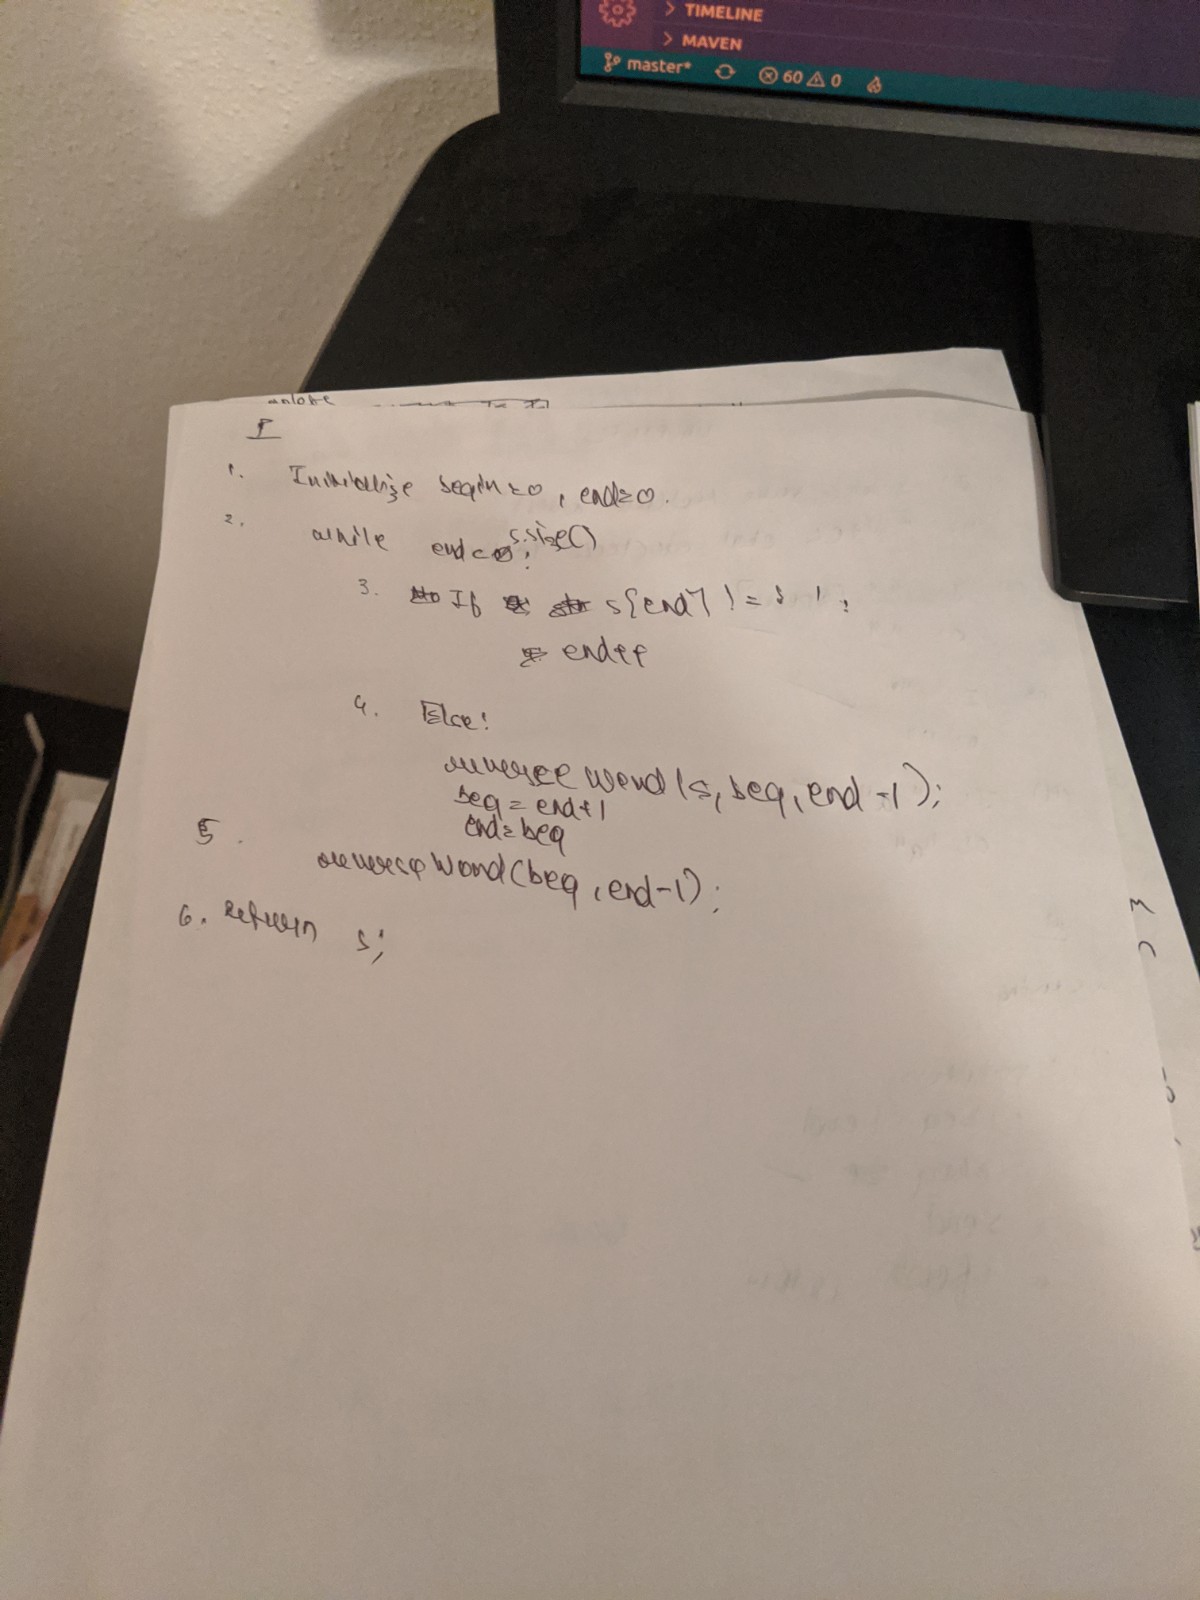 > TIMELINE
> MAVEN
master* 60 0
1. Initialize begin=0, end=0.
2. while end < s.size()
3. If s[end] != ' ':
end++
4. Else:
reverse Word(s, beg, end-1);
beg = end+1
end=beg
5.
reverse Word(beg, end-1);
6. return s;